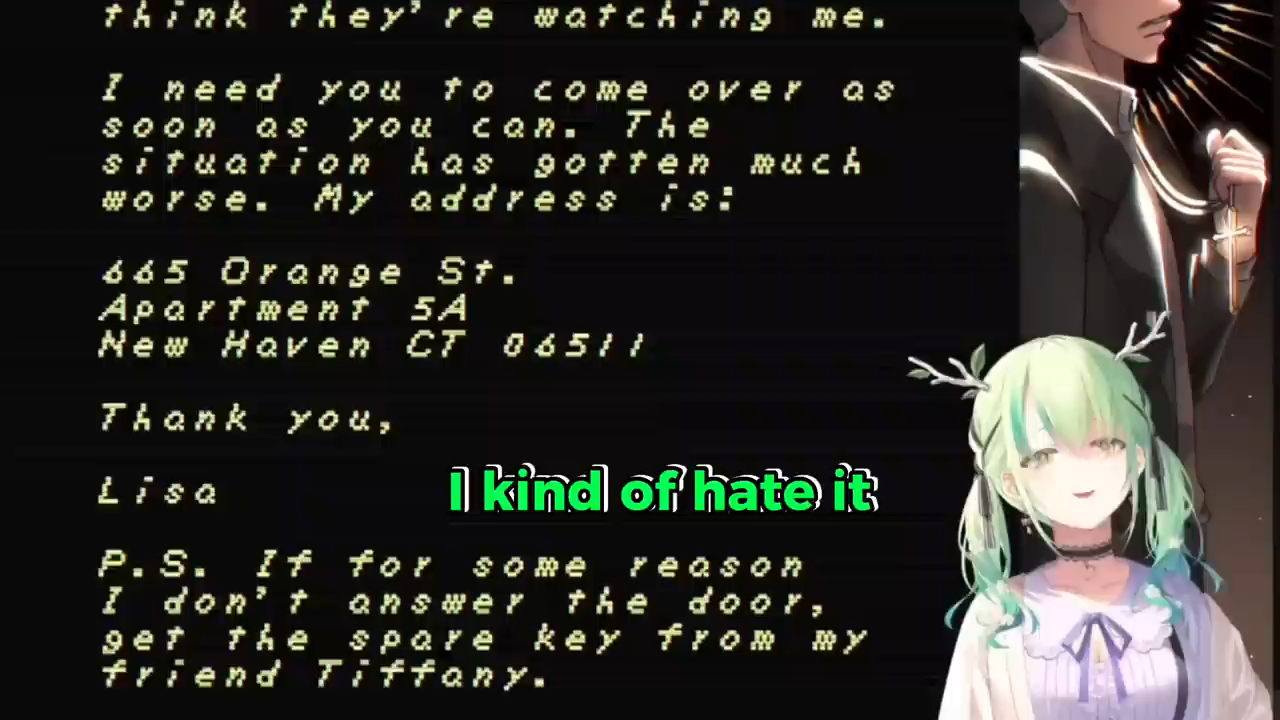 think they're watching me.
I need you to come over as
soon as you can. The
situation has gotten much
worse. My address is:
665 Orange St.
Apartment 5A
New Haven CT 06511
Thank you,
Lisa
I kind of hate it
P.S. If for some reason
I don't answer the door,
get the spare key from my
friend Tiffany.